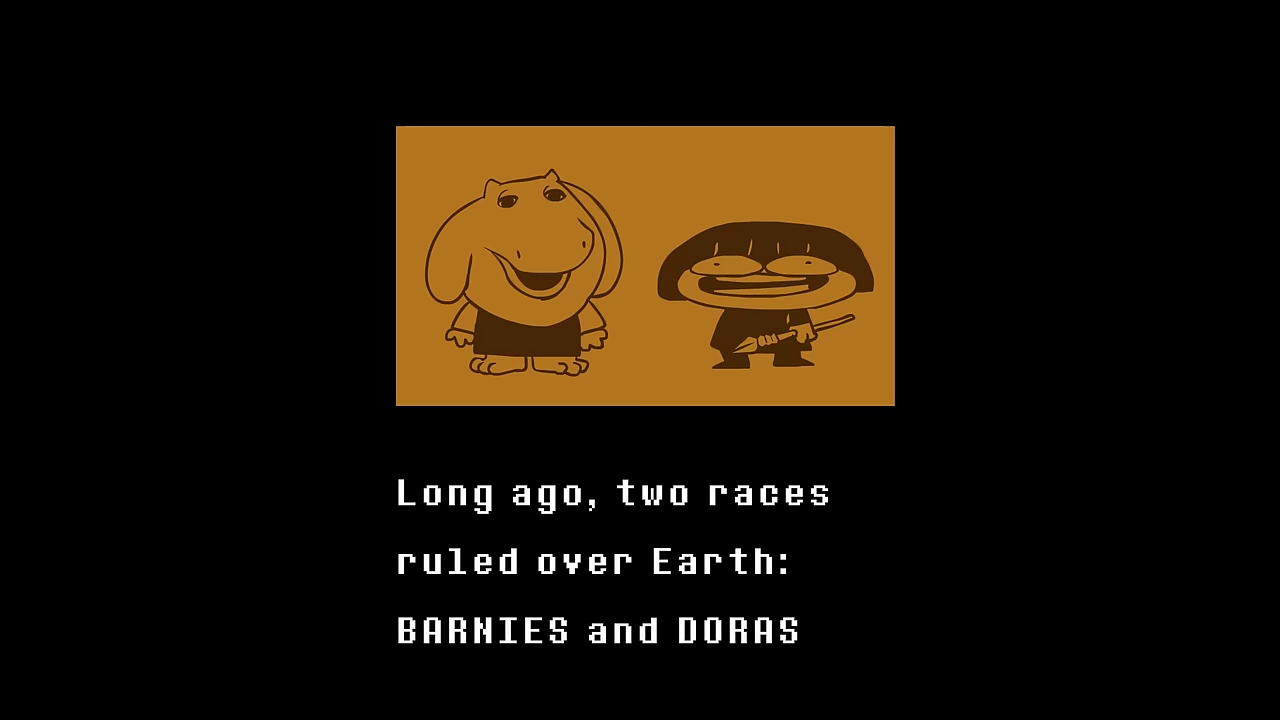 Long ago, two races
ruled over Earth:
BARNIES and DORAS